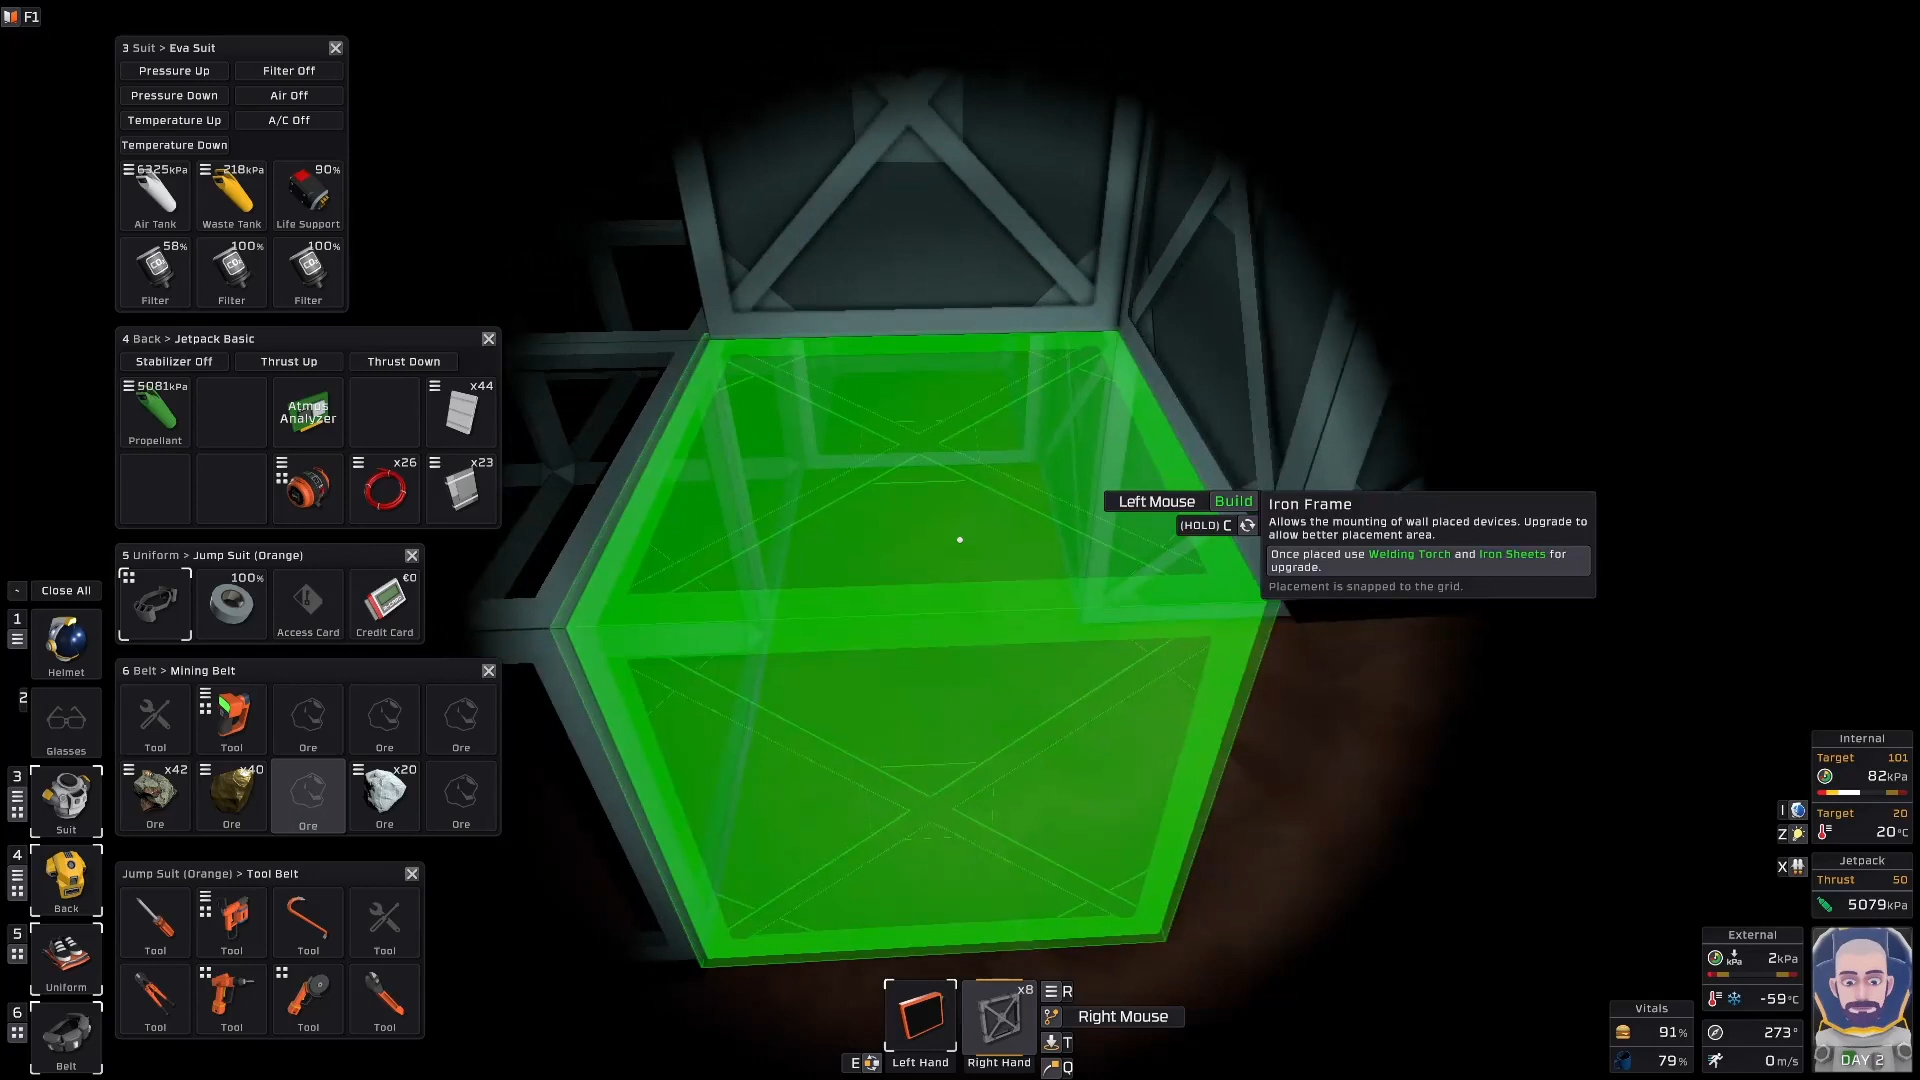 F1
3 Suit > Eva Suit
Pressure Up
Filter Off
Pressure Down
Air Off
Temperature Up
A/C Off
Temperature Down
6325kPa
218kPa
90%
Air Tank
Waste Tank
Life Support
58%
100%
100%
Filter
Filter
Filter
4 Back > Jetpack Basic
Stabilizer Off
Thrust Up
Thrust Down
5081kPa
Atmos
Analyzer
x44
Propellant
x26
x23
5 Uniform > Jump Suit (Orange)
100%
€0
Access Card
Credit Card
6 Belt > Mining Belt
Tool
Tool
Ore
Ore
Ore
x42
x40
x20
Ore
Ore
Ore
Ore
Ore
Jump Suit (Orange) > Tool Belt
Tool
Tool
Tool
Tool
Tool
Tool
Tool
Tool
~
Close All
1
Helmet
2
Glasses
3
Suit
4
Back
5
Uniform
6
Belt
Left Mouse
Build
(HOLD) C
Iron Frame
Allows the mounting of wall placed devices. Upgrade to
allow better placement area.
Once placed use Welding Torch and Iron Sheets for
upgrade.
Placement is snapped to the grid.
E
Left Hand
x8
Right Hand
R
Right Mouse
T
Q
Internal
Target 101
82kPa
Target 20
20°C
I
Z
X
Jetpack
Thrust 50
5079kPa
External
kPa
2kPa
-59°C
Vitals
91%
79%
273°
0m/s
DAY 2